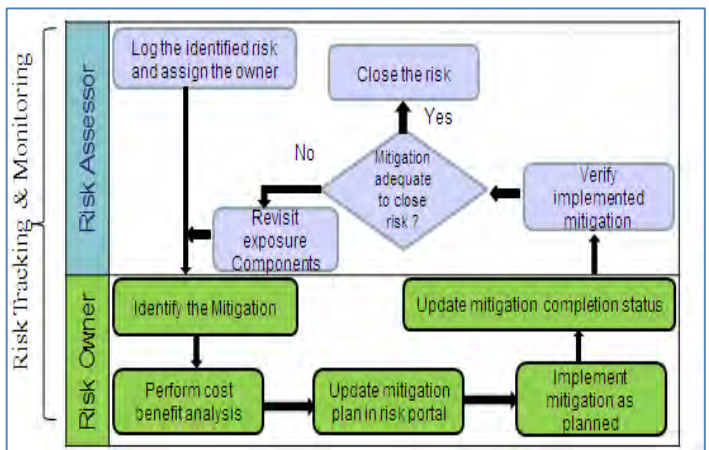 Risk Tracking & Monitoring
Risk Assessor
Log the identified risk
and assign the owner
Close the risk
Yes
No
Mitigation
adequate
to close
risk ?
Verify
implemented
mitigation
Revisit
exposure
Components
Risk Owner
Identify the Mitigation
Update mitigation completion status
Perform cost
benefit analysis
Update mitigation
plan in risk portal
Implement
mitigation as
planned